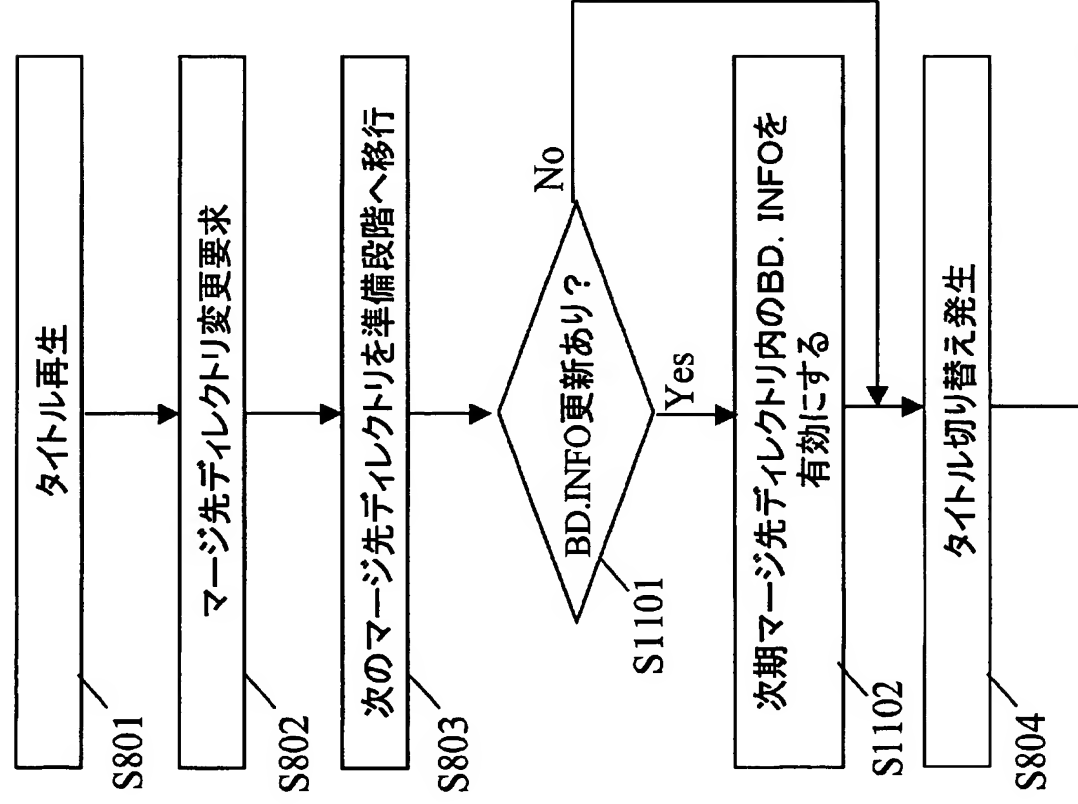 タイトル再生
S801
マージ先ディレクトリ変更要求
S802
次のマージ先ディレクトリを準備段階へ移行
S803
BD.INFO更新あり？
No
S1101
Yes
次期マージ先ディレクトリ内のBD. INFOを
有効にする
S1102
タイトル切り替え発生
S804